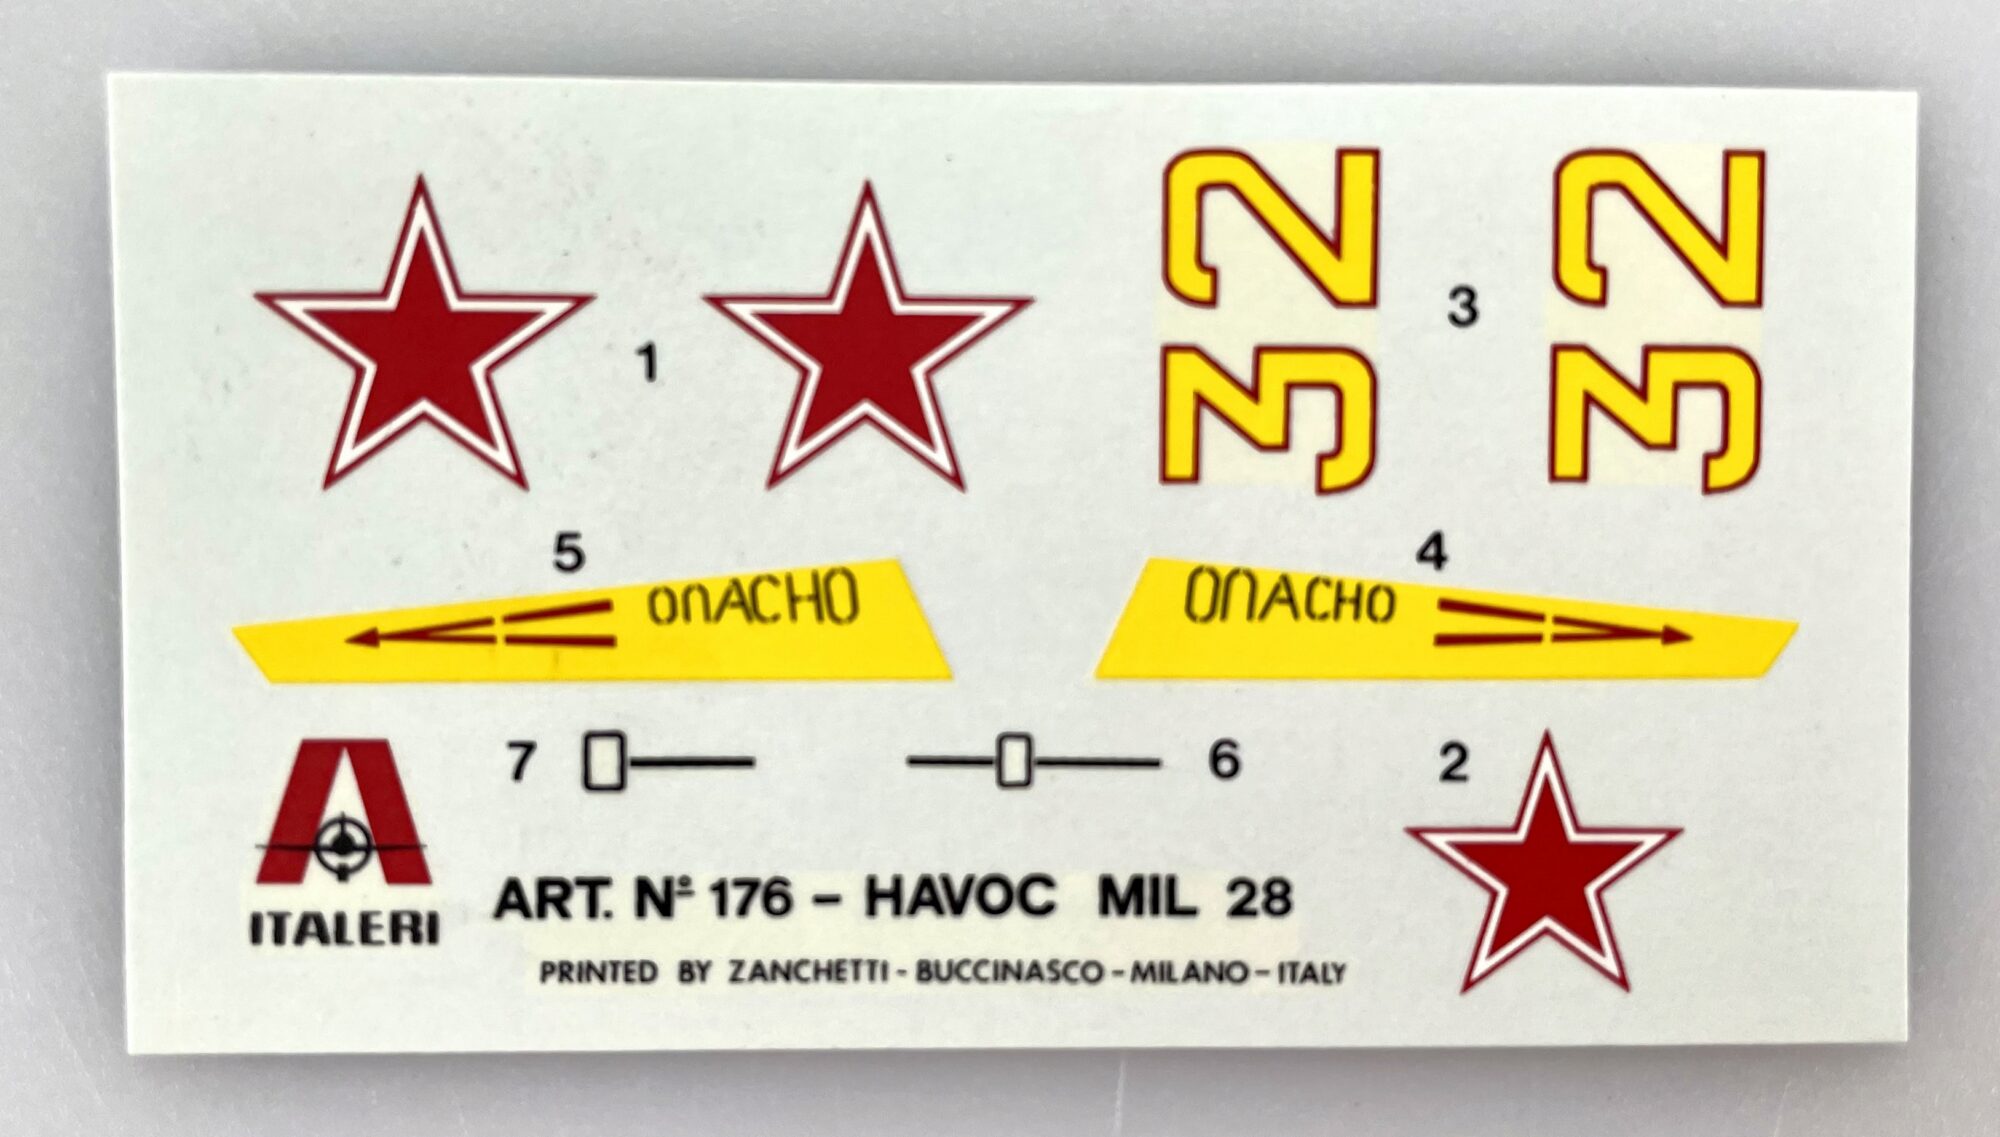 1
32
3
32
5
4
ОПАСНО
ОПАСНО
7
6
2
ITALERI
ART. Nº 176 – HAVOC MIL 28
PRINTED BY ZANCHETTI - BUCCINASCO - MILANO - ITALY